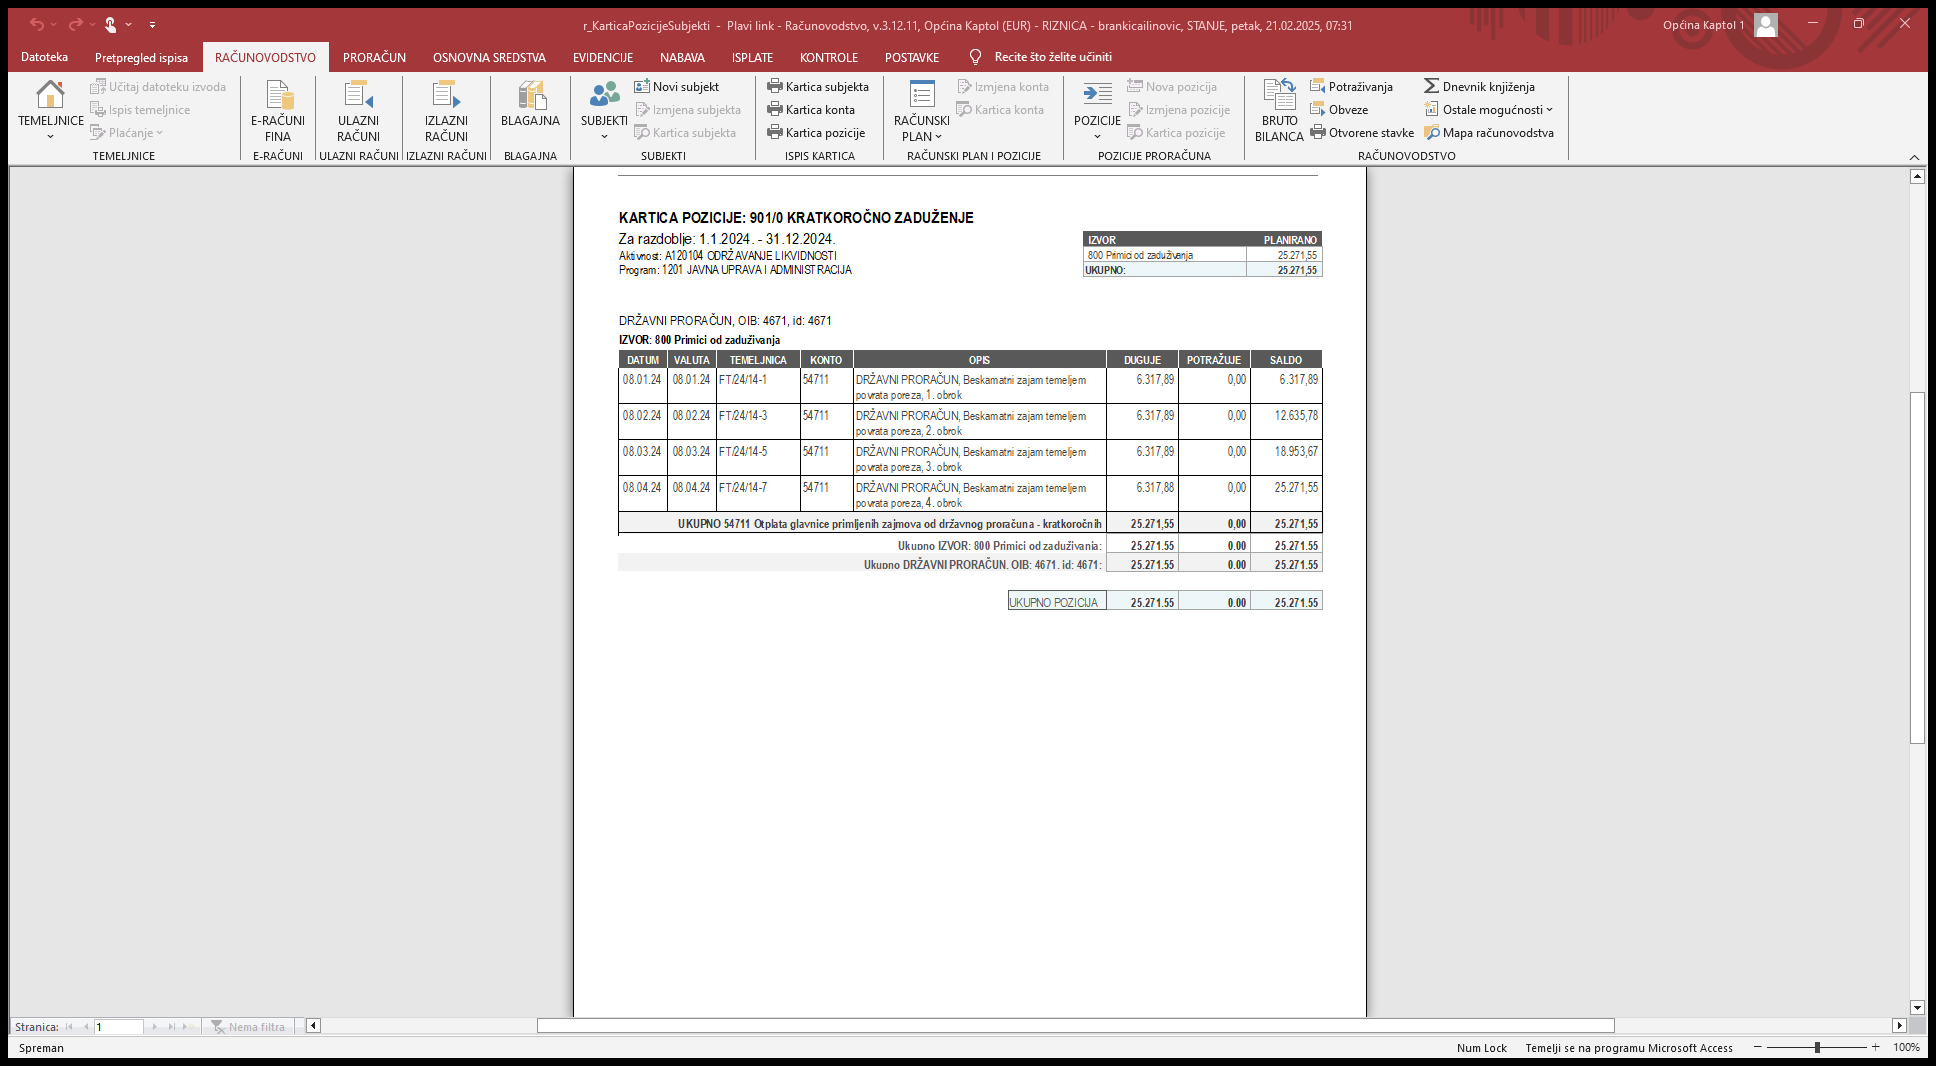 r_KarticaPozicijeSubjekti - Plavi link - Računovodstvo, v.3.12.11, Općina Kaptol (EUR) - RIZNICA - brankicailinovic, STANJE, petak, 21.02.2025, 07:31
Općina Kaptol 1
Datoteka Pretpregled ispisa RAČUNOVODSTVO PRORAČUN OSNOVNA SREDSTVA EVIDENCIJE NABAVA ISPLATE KONTROLE POSTAVKE Recite što želite učiniti
TEMELJNICE
Učitaj datoteku izvoda
Ispis temeljnice
Plaćanje
TEMELJNICE
E-RAČUNI
FINA
E-RAČUNI
ULAZNI
RAČUNI
ULAZNI RAČUNI
IZLAZNI
RAČUNI
IZLAZNI RAČUNI
BLAGAJNA
BLAGAJNA
SUBJEKTI
Novi subjekt
Izmjena subjekta
Kartica subjekta
SUBJEKTI
Kartica subjekta
Kartica konta
Kartica pozicije
ISPIS KARTICA
RAČUNSKI
PLAN
Izmjena konta
Kartica konta
RAČUNSKI PLAN I POZICIJE
POZICIJE
Nova pozicija
Izmjena pozicije
Kartica pozicije
POZICIJE PRORAČUNA
BRUTO
BILANCA
Potraživanja
Obveze
Otvorene stavke
Dnevnik knjiženja
Ostale mogućnosti
Mapa računovodstva
RAČUNOVODSTVO
KARTICA POZICIJE: 901/0 KRATKOROČNO ZADUŽENJE
Za razdoblje: 1.1.2024. - 31.12.2024.
Aktivnost: A120104 ODRŽAVANJE LIKVIDNOSTI
Program: 1201 JAVNA UPRAVA I ADMINISTRACIJA
IZVOR PLANIRANO
800 Primici od zaduživanja 25.271,55
UKUPNO: 25.271,55
DRŽAVNI PRORAČUN, OIB: 4671, id: 4671
IZVOR: 800 Primici od zaduživanja
DATUM VALUTA TEMELJNICA KONTO OPIS DUGUJE POTRAŽUJE SALDO
08.01.24 08.01.24 FT/24/14-1 54711 DRŽAVNI PRORAČUN, Beskamatni zajam temeljem 6.317,89 0,00 6.317,89
povrata poreza, 1. obrok
08.02.24 08.02.24 FT/24/14-3 54711 DRŽAVNI PRORAČUN, Beskamatni zajam temeljem 6.317,89 0,00 12.635,78
povrata poreza, 2. obrok
08.03.24 08.03.24 FT/24/14-5 54711 DRŽAVNI PRORAČUN, Beskamatni zajam temeljem 6.317,89 0,00 18.953,67
povrata poreza, 3. obrok
08.04.24 08.04.24 FT/24/14-7 54711 DRŽAVNI PRORAČUN, Beskamatni zajam temeljem 6.317,88 0,00 25.271,55
povrata poreza, 4. obrok
UKUPNO 54711 Otplata glavnice primljenih zajmova od državnog proračuna - kratkoročnih 25.271,55 0,00 25.271,55
Ukupno IZVOR: 800 Primici od zaduživanja: 25.271,55 0,00 25.271,55
Ukupno DRŽAVNI PRORAČUN, OIB: 4671, id: 4671: 25.271,55 0,00 25.271,55
UKUPNO POZICIJA 25.271,55 0,00 25.271,55
Stranica: 1 Nema filtra
Spreman Num Lock Temelji se na programu Microsoft Access 100%